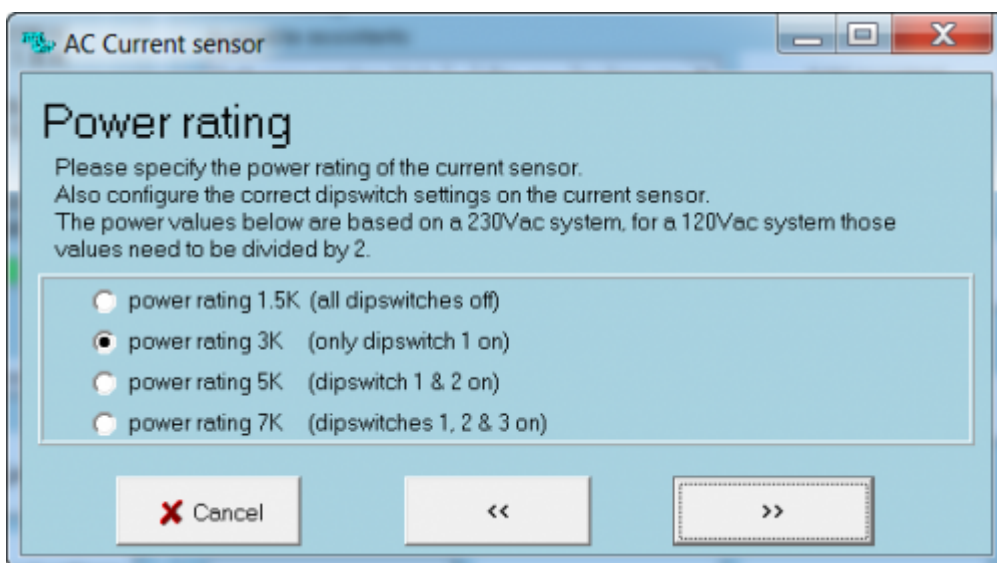 AC Current sensor
Power rating
Please specify the power rating of the current sensor.
Also configure the correct dipswitch settings on the current sensor.
The power values below are based on a 230Vac system, for a 120Vac system those
values need to be divided by 2.
power rating 1.5K (all dipswitches off)
power rating 3K (only dipswitch 1 on)
power rating 5K (dipswitch 1 & 2 on)
power rating 7K (dipswitches 1, 2 & 3 on)
Cancel << >>